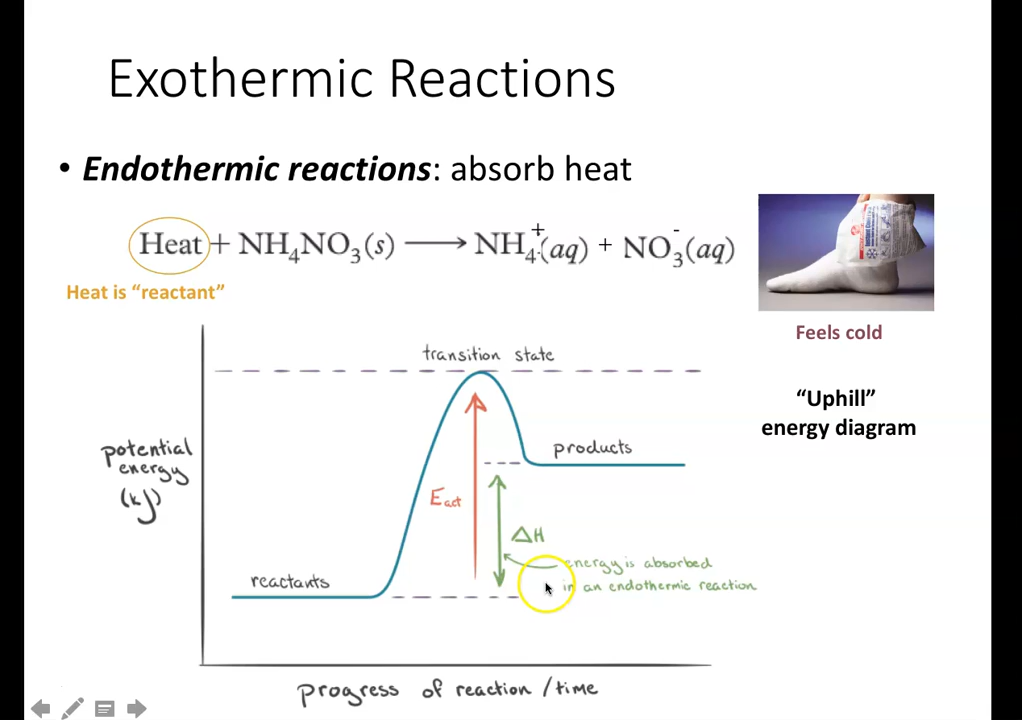 Exothermic Reactions
• Endothermic reactions: absorb heat
Heat + NH₄NO₃(s) ⟶ NH₄⁺(aq) + NO₃⁻(aq)
Heat is “reactant”
Feels cold
“Uphill”
energy diagram
transition state
products
potential
energy
(kJ)
Eact
ΔH
energy is absorbed
in an endothermic reaction
reactants
progress of reaction / time